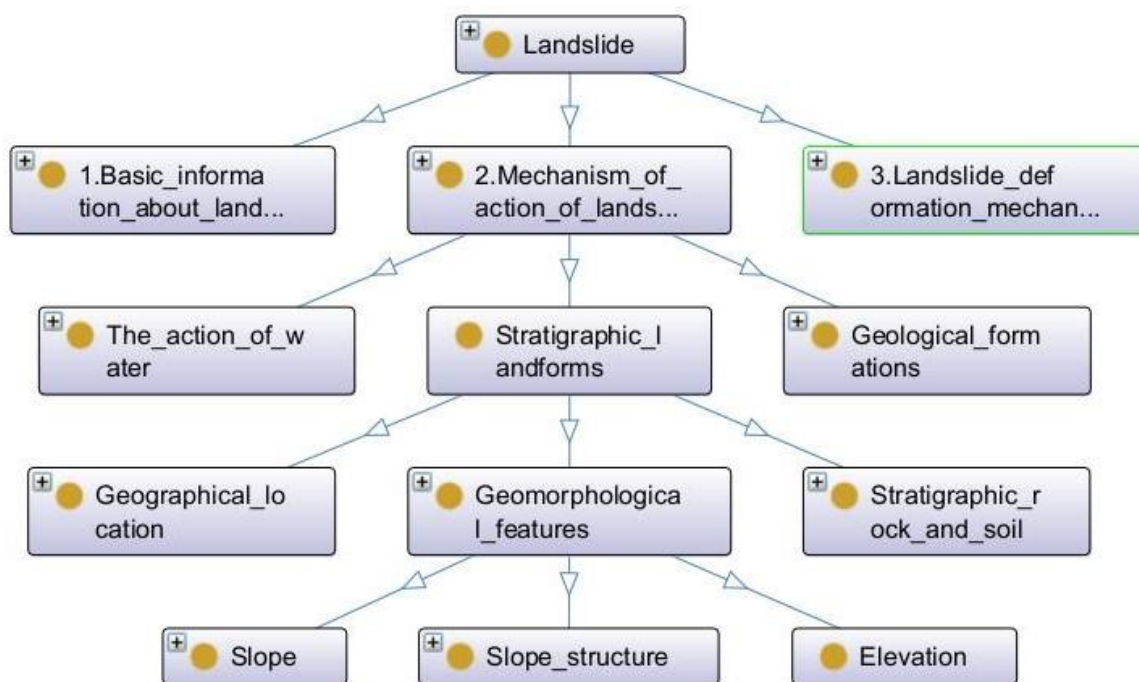 Landslide
1.Basic_informa
tion_about_land...
2.Mechanism_of_
action_of_lands...
3.Landslide_def
ormation_mechan...
The_action_of_w
ater
Stratigraphic_l
andforms
Geological_form
ations
Geographical_lo
cation
Geomorphologica
l_features
Stratigraphic_r
ock_and_soil
Slope
Slope_structure
Elevation